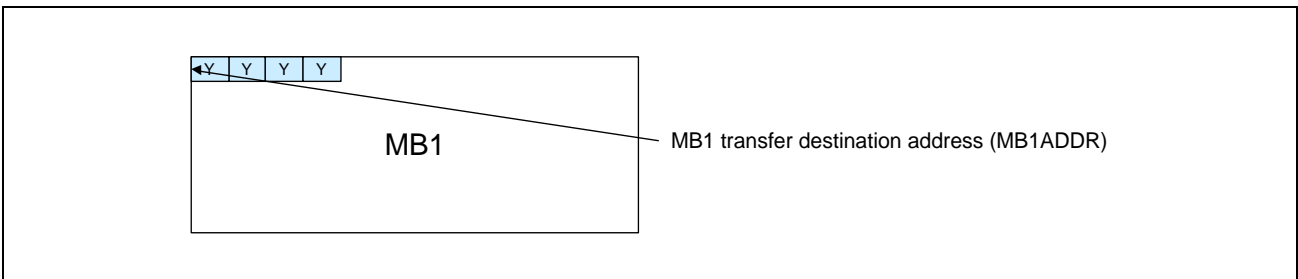 Y Y Y Y
MB1
MB1 transfer destination address (MB1ADDR)